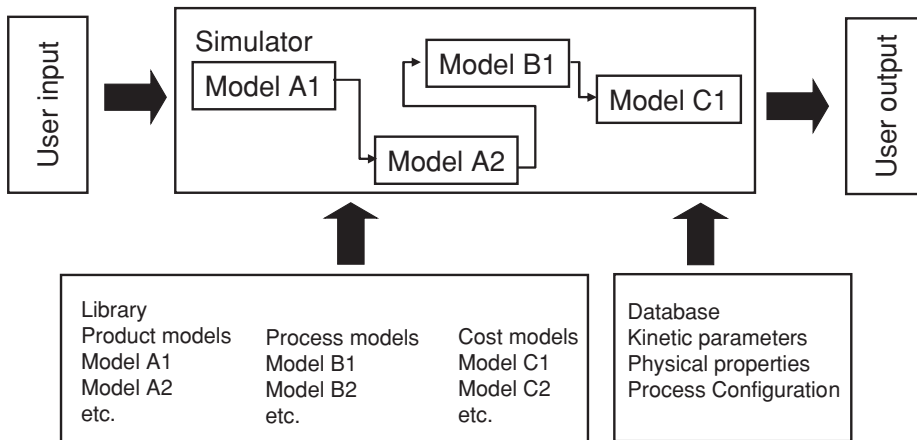 User input
Simulator
Model A1
Model A2
Model B1
Model C1
User output
Library
Product models
Model A1
Model A2
etc.
Process models
Model B1
Model B2
etc.
Cost models
Model C1
Model C2
etc.
Database
Kinetic parameters
Physical properties
Process Configuration